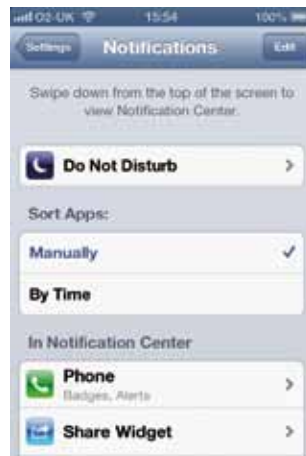 O2-UK 15:54 100%
Settings Notifications Edit
Swipe down from the top of the screen to
view Notification Center.
Do Not Disturb
Sort Apps:
Manually
By Time
In Notification Center
Phone
Badges, Alerts
Share Widget